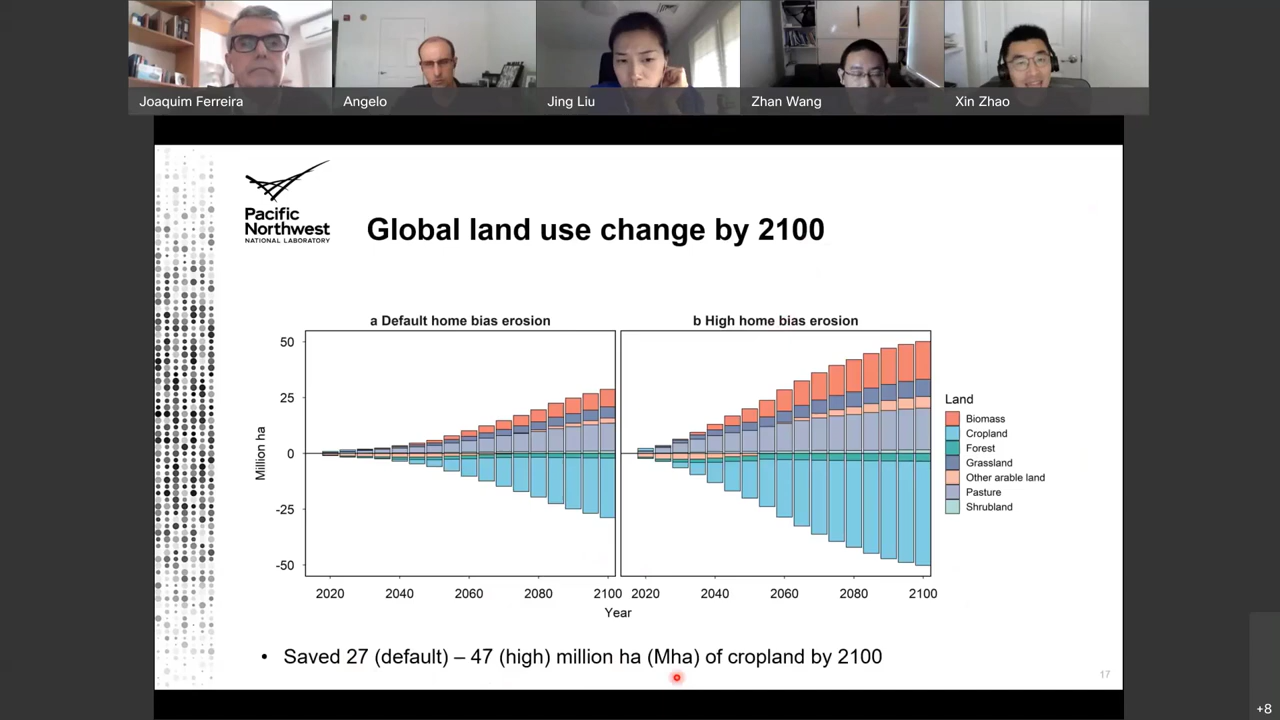 Joaquim Ferreira
Angelo
Jing Liu
Zhan Wang
Xin Zhao
Pacific
Northwest
NATIONAL LABORATORY
Global land use change by 2100
a Default home bias erosion
b High home bias erosion
50
25
0
-25
-50
Million ha
2020 2040 2060 2080 2100 2020 2040 2060 2080 2100
Year
Land
Biomass
Cropland
Forest
Grassland
Other arable land
Pasture
Shrubland
• Saved 27 (default) – 47 (high) million ha (Mha) of cropland by 2100
17
+8